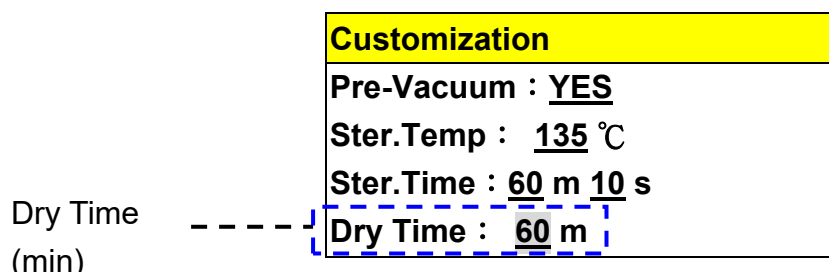 Customization
Pre-Vacuum：YES
Ster.Temp： 135 ℃
Ster.Time：60 m 10 s
Dry Time： 60 m
Dry Time
(min)